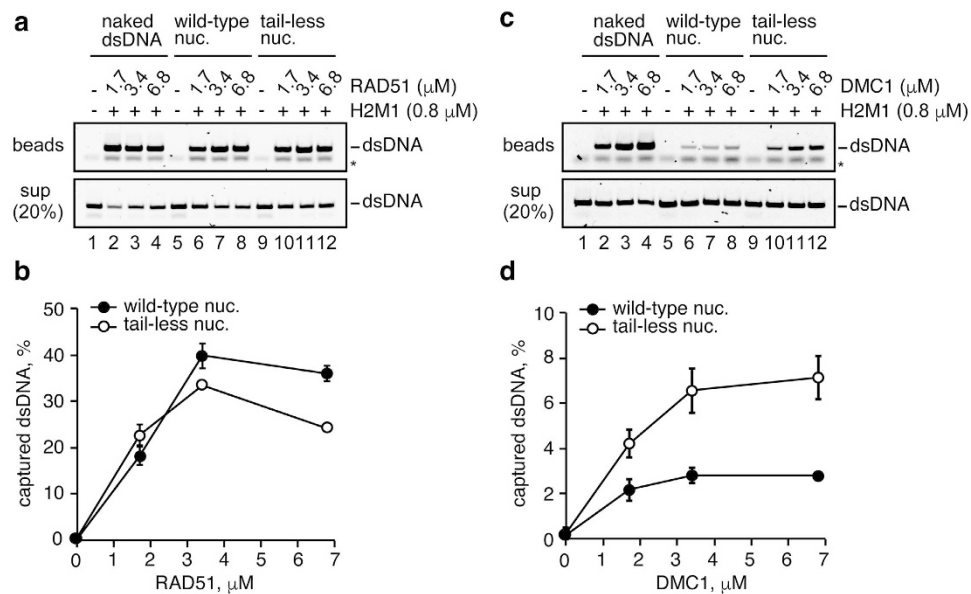 a
naked dsDNA
wild-type nuc.
tail-less nuc.
- 1.7 3.4 6.8 - 1.7 3.4 6.8 - 1.7 3.4 6.8 RAD51 (μM)
+ + + + + + + + + H2M1 (0.8 μM)
beads
dsDNA
*
sup (20%)
dsDNA
1 2 3 4 5 6 7 8 9 10 11 12
b
wild-type nuc.
tail-less nuc.
captured dsDNA, %
50
40
30
20
10
0
0 1 2 3 4 5 6 7
RAD51, μM
c
naked dsDNA
wild-type nuc.
tail-less nuc.
- 1.7 3.4 6.8 - 1.7 3.4 6.8 - 1.7 3.4 6.8 DMC1 (μM)
+ + + + + + + + + H2M1 (0.8 μM)
beads
dsDNA
*
sup (20%)
dsDNA
1 2 3 4 5 6 7 8 9 10 11 12
d
wild-type nuc.
tail-less nuc.
captured dsDNA, %
10
8
6
4
2
0
0 1 2 3 4 5 6 7
DMC1, μM